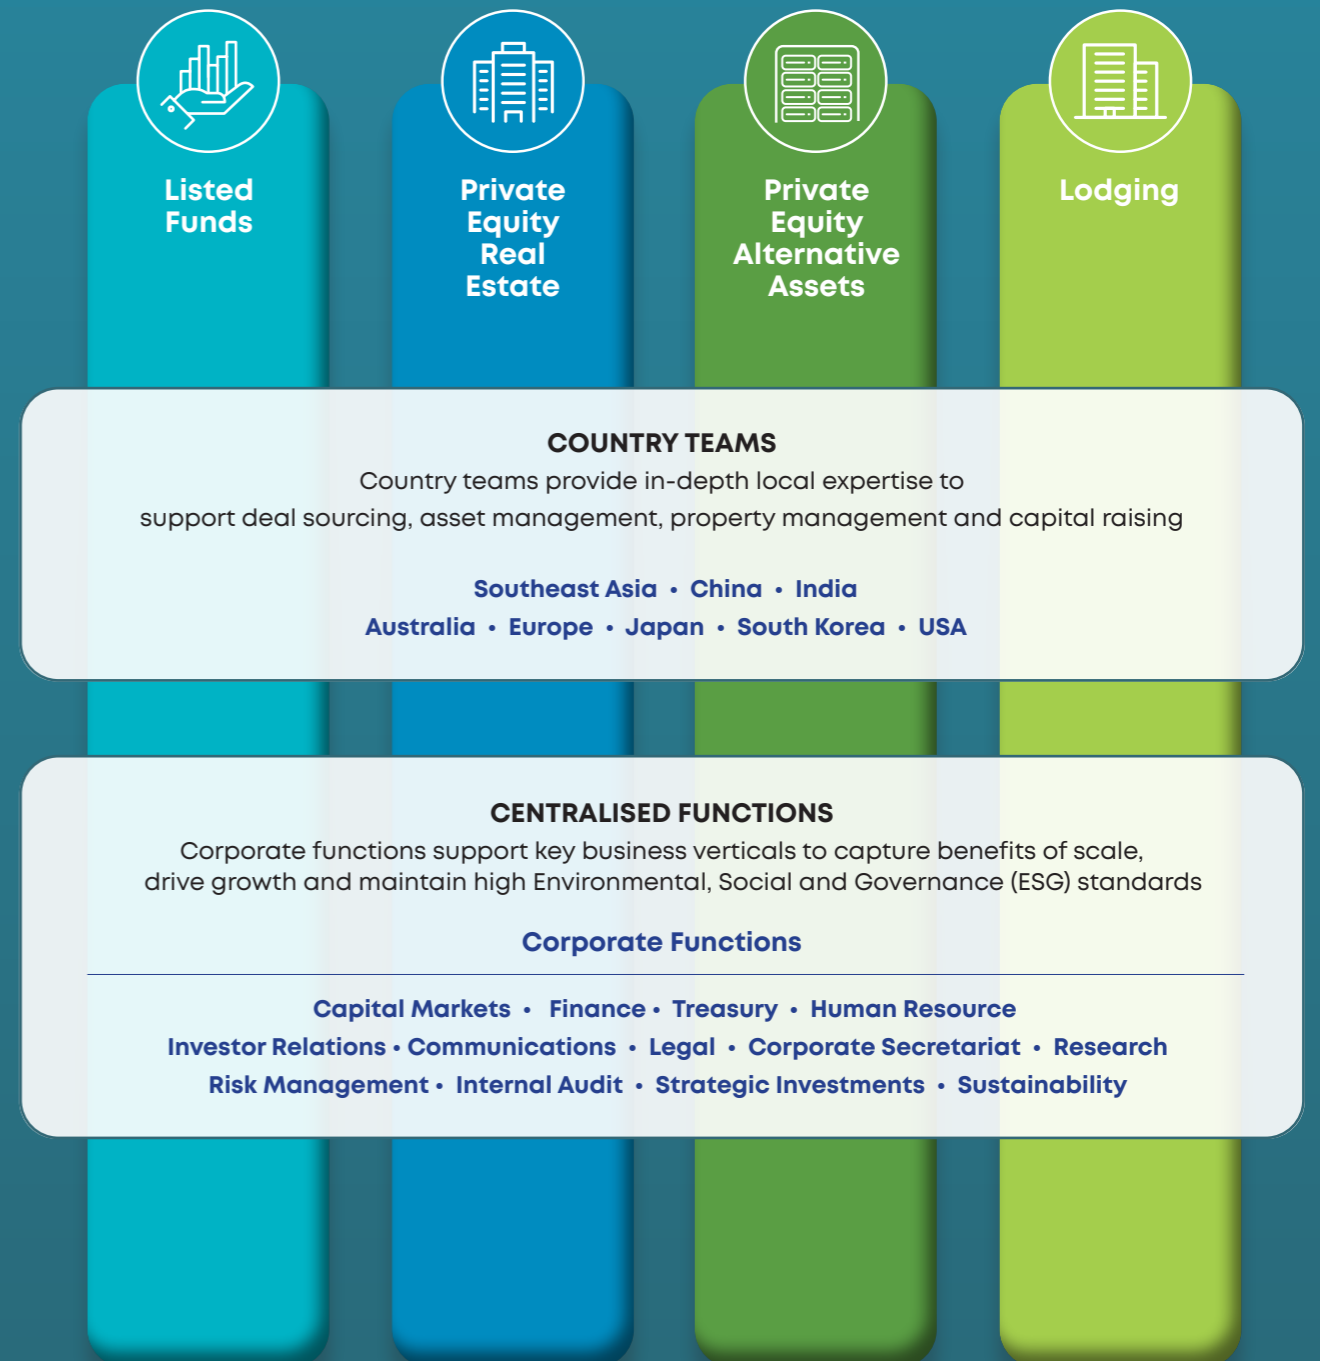 Listed
Funds
Private
Equity
Real
Estate
Private
Equity
Alternative
Assets
Lodging
COUNTRY TEAMS
Country teams provide in-depth local expertise to
support deal sourcing, asset management, property management and capital raising
Southeast Asia • China • India
Australia • Europe • Japan • South Korea • USA
CENTRALISED FUNCTIONS
Corporate functions support key business verticals to capture benefits of scale,
drive growth and maintain high Environmental, Social and Governance (ESG) standards
Corporate Functions
Capital Markets • Finance • Treasury • Human Resource
Investor Relations • Communications • Legal • Corporate Secretariat • Research
Risk Management • Internal Audit • Strategic Investments • Sustainability